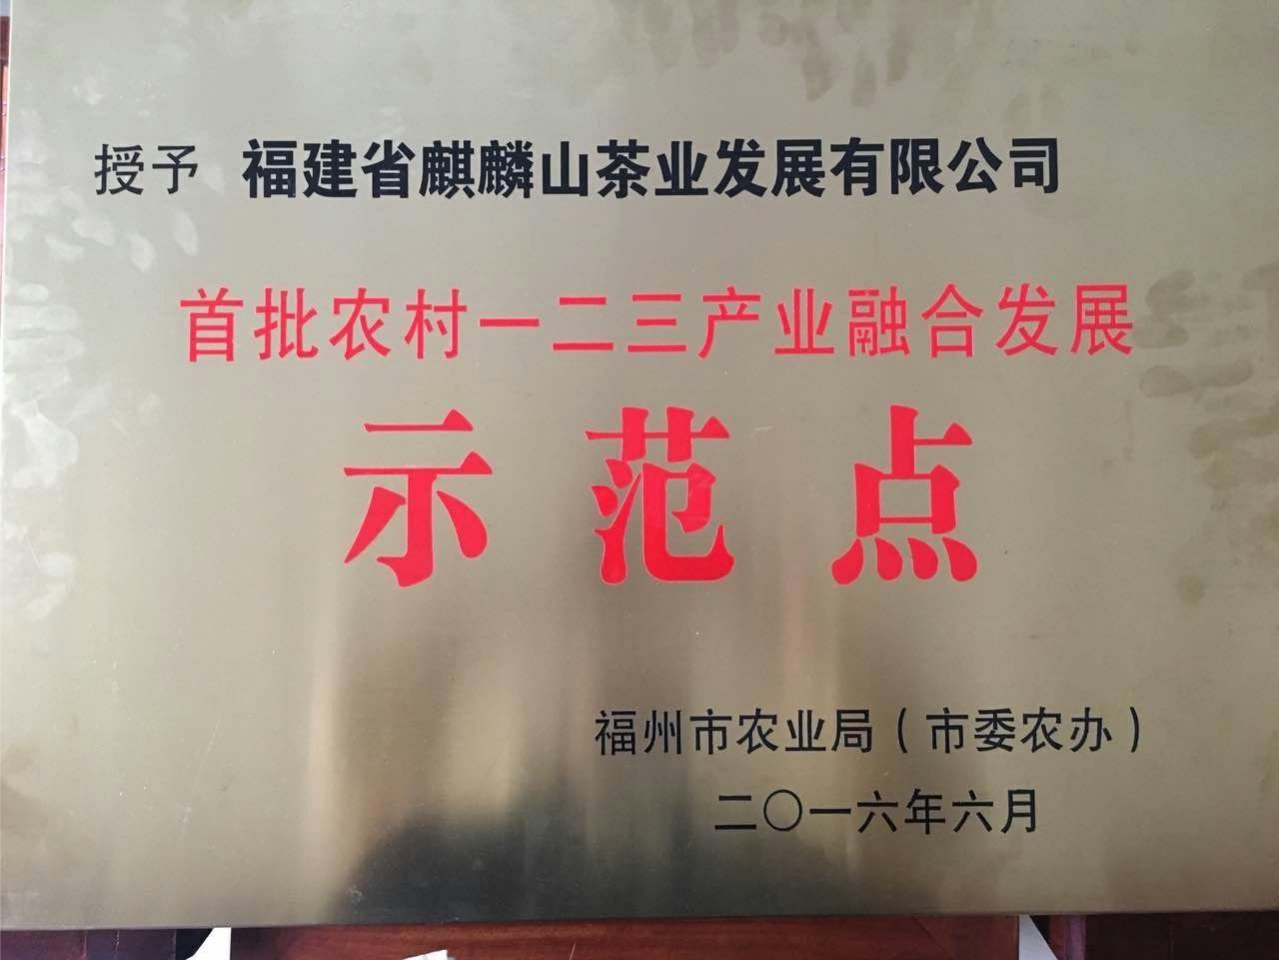 授予 福建省麒麟山茶业发展有限公司
首批农村一二三产业融合发展
示范点
福州市农业局（市委农办）
二〇一六年六月